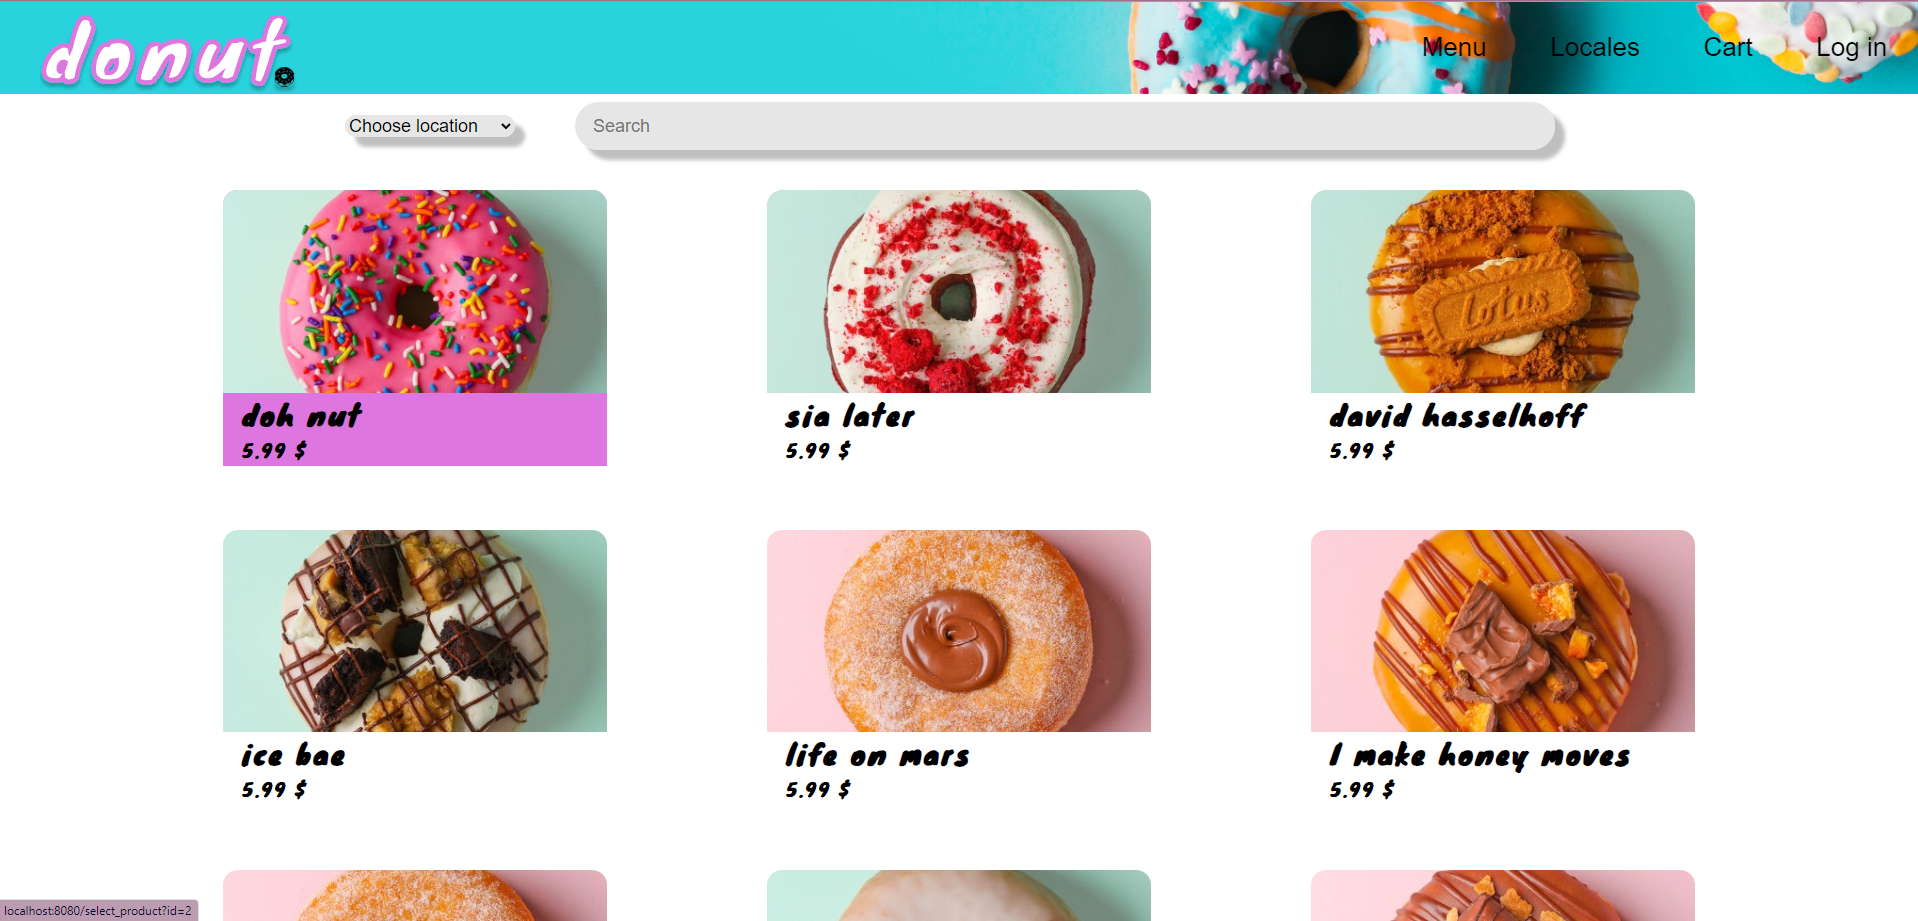 donut.
Menu Locales Cart Log in
Choose location
Search
Lotus
doh nut
5.99 $
sia later
5.99 $
david hasselhoff
5.99 $
ice bae
5.99 $
life on mars
5.99 $
I make honey moves
5.99 $
localhost:8080/select_product?id=2